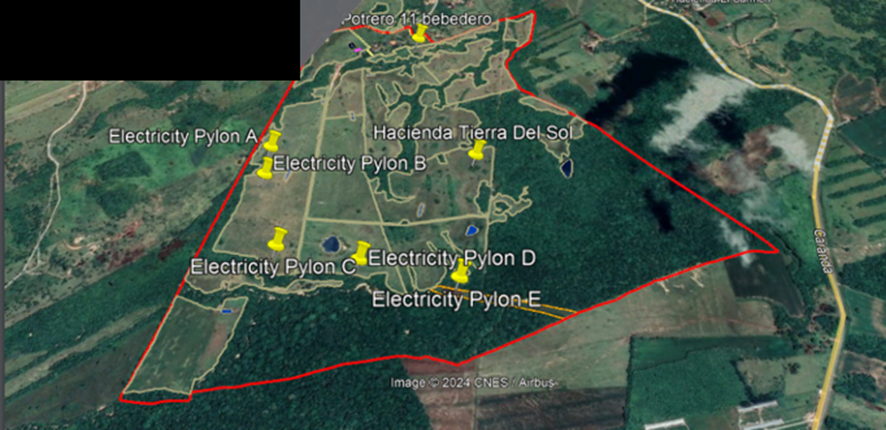 Potrero 11 bebedero
Electricity Pylon A
Hacienda Tierra Del Sol
Electricity Pylon B
Electricity Pylon D
Electricity Pylon C
Electricity Pylon E
Caranda
Image © 2024 CNES / Airbus